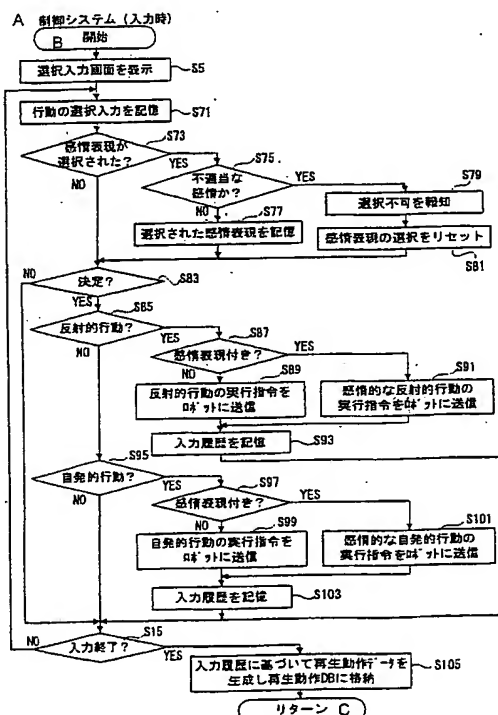 A 制御システム (入力時)
B 開始
選択入力画面を表示
S5
行動の選択入力を記憶
S71
感情表現が
選択された?
S73
YES
NO
不適当な
感情か?
S75
YES
NO
S77
選択された感情表現を記憶
S79
選択不可を報知
感情表現の選択をリセット
S81
決定?
S83
NO
YES
反射的行動?
S85
YES
NO
感情表現付き?
S87
YES
NO
S89
反射的行動の実行指令を
ロボットに送信
S91
感情的な反射的行動の
実行指令をロボットに送信
入力履歴を記憶
S93
自発的行動?
S95
YES
NO
感情表現付き?
S97
YES
NO
S99
自発的行動の実行指令を
ロボットに送信
S101
感情的な自発的行動の
実行指令をロボットに送信
入力履歴を記憶
S103
入力終了?
S15
NO
YES
入力履歴に基づいて再生動作データを
生成し再生動作DBに格納
S105
リターン C